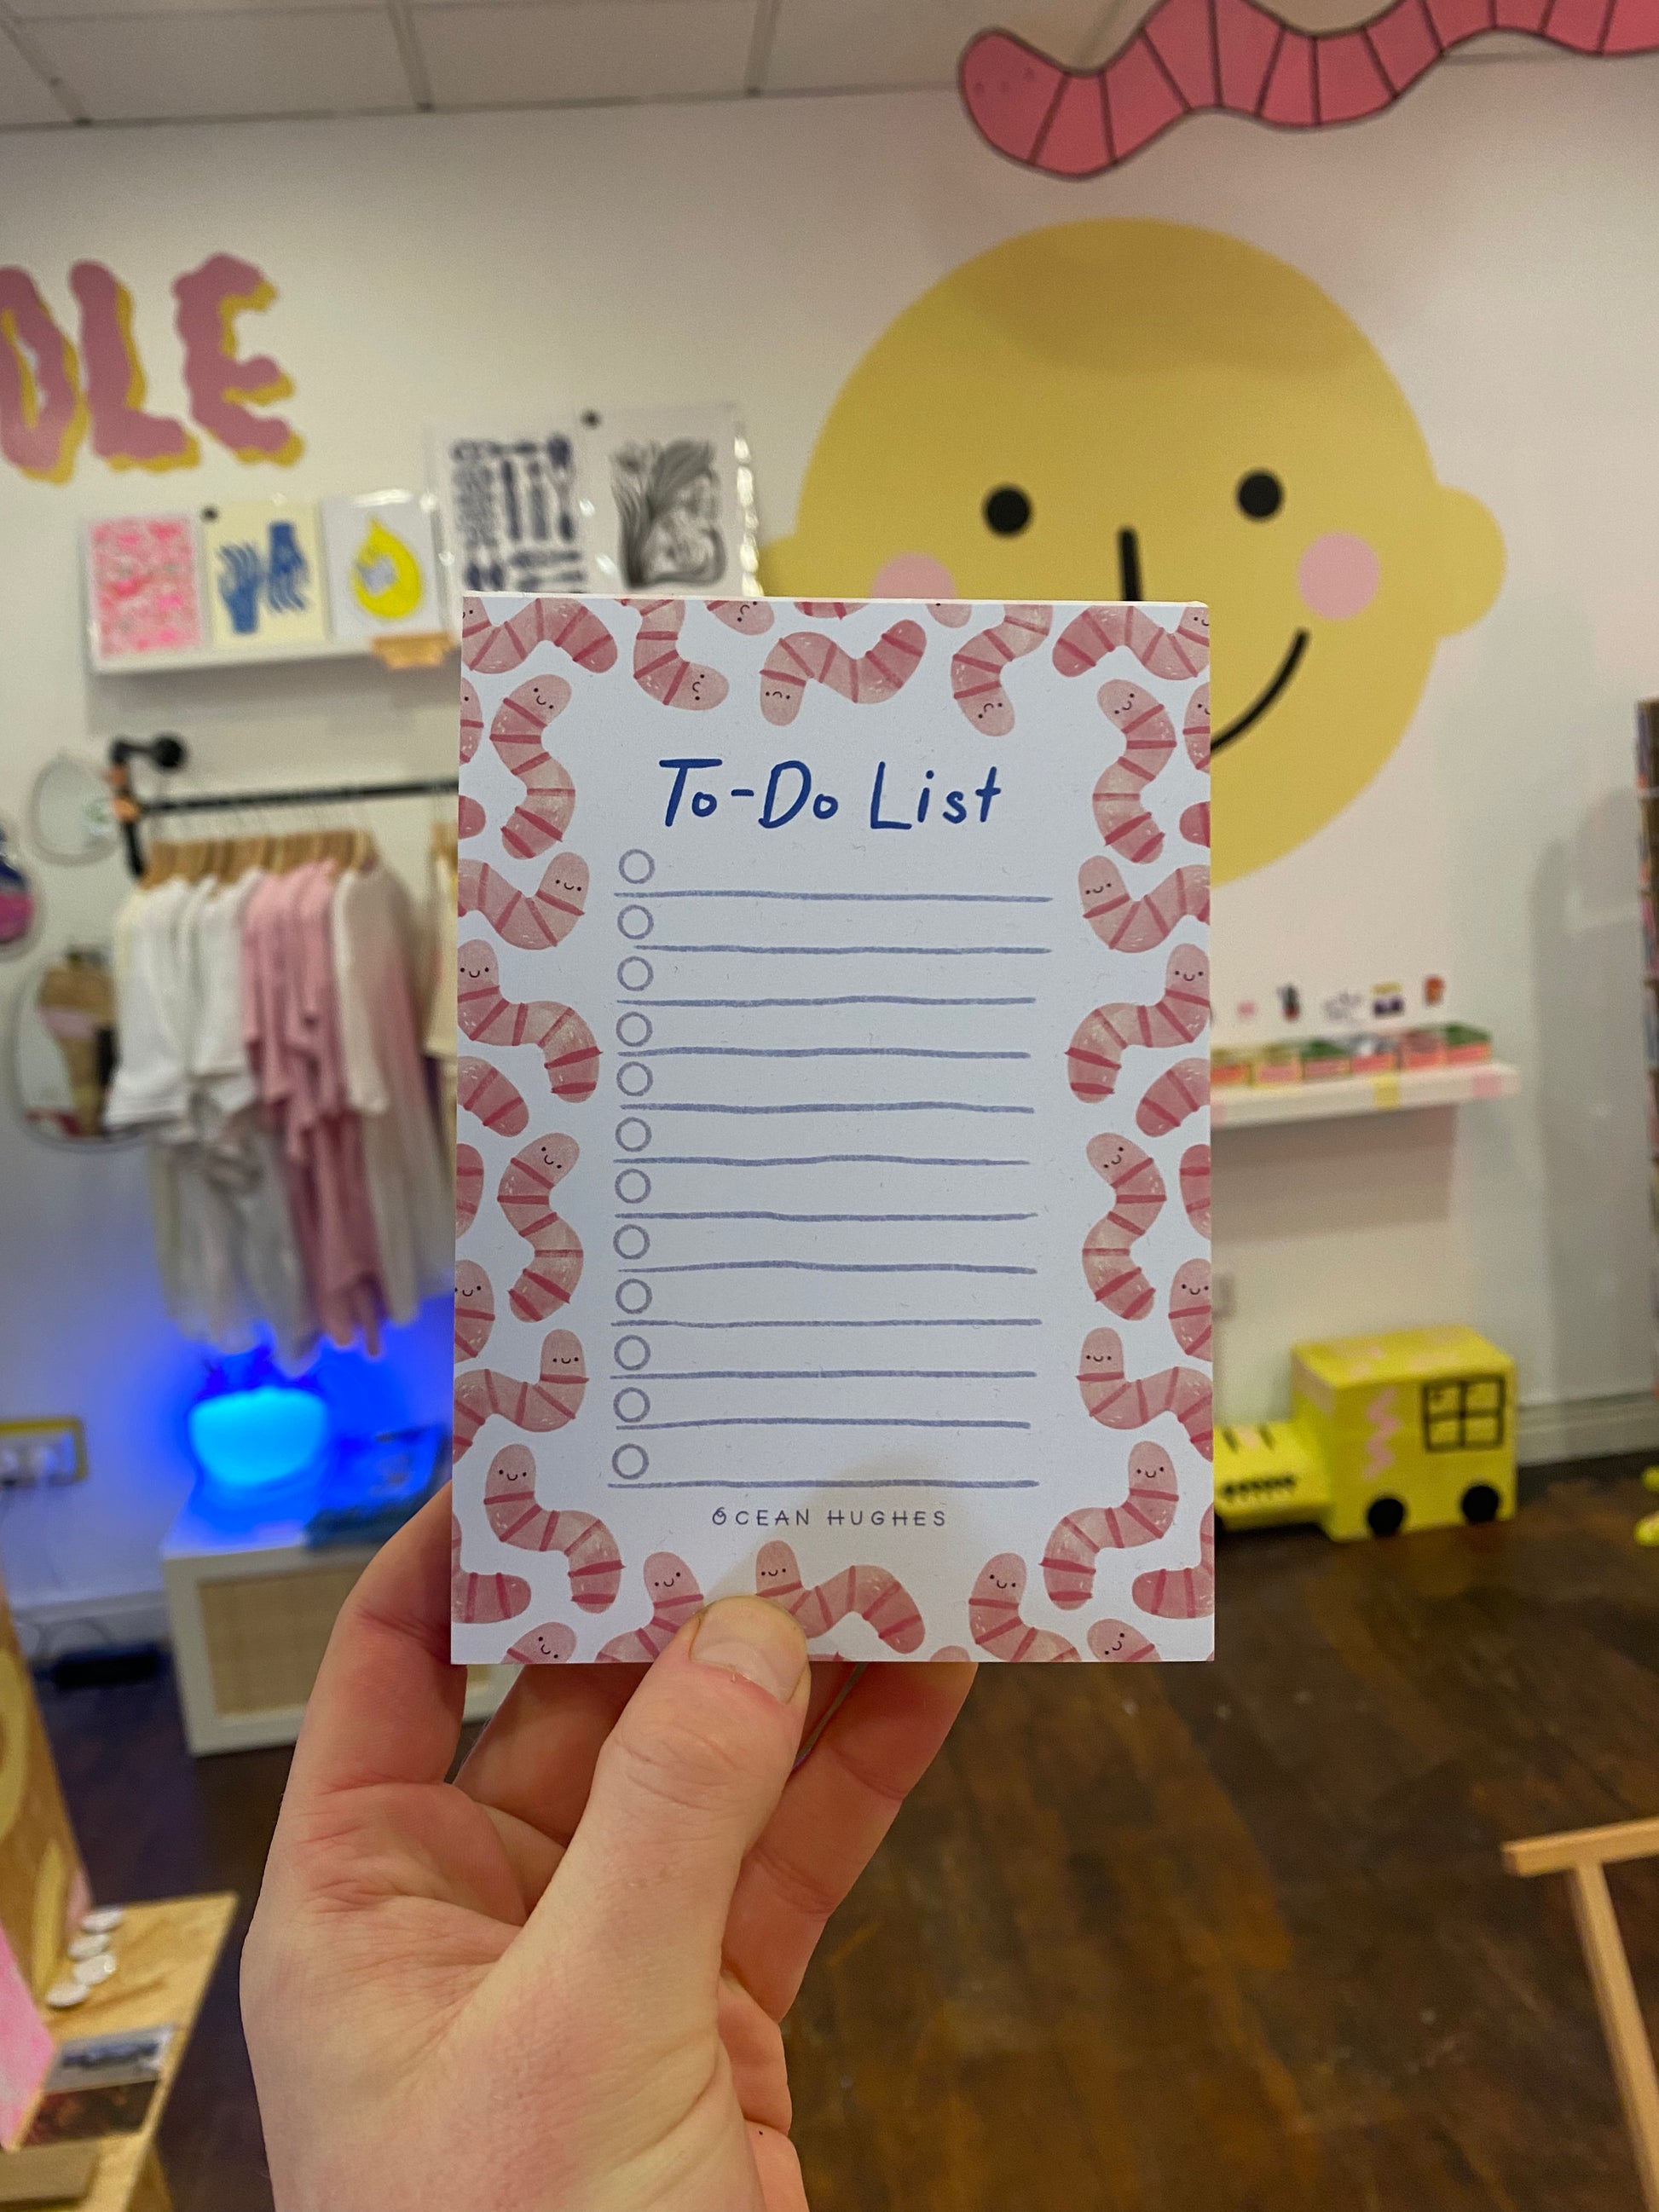 OLE
To-Do List
OCEAN HUGHES